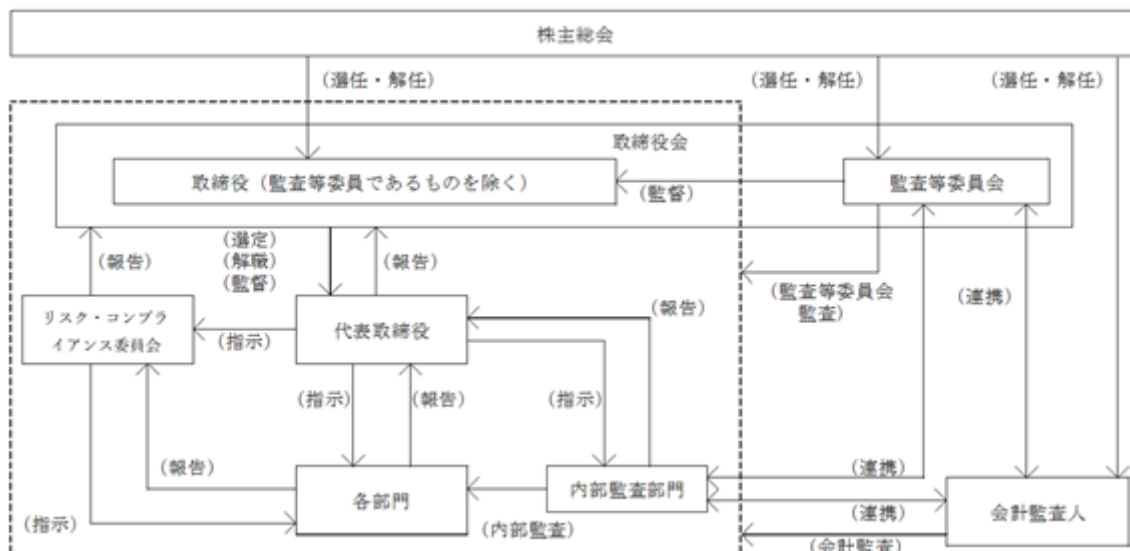 株主総会
(選任・解任)
(選任・解任)
(選任・解任)
取締役会
取締役（監査等委員であるものを除く）
監査等委員会
(監督)
(選定)
(解職)
(監督)
(報告)
(報告)
(監査等委員会
監査)
(連携)
リスク・コンプラ
イアンス委員会
(指示)
代表取締役
(報告)
(指示)
(報告)
(指示)
(報告)
各部門
内部監査部門
(連携)
会計監査人
(指示)
(内部監査)
(連携)
(会計監査)